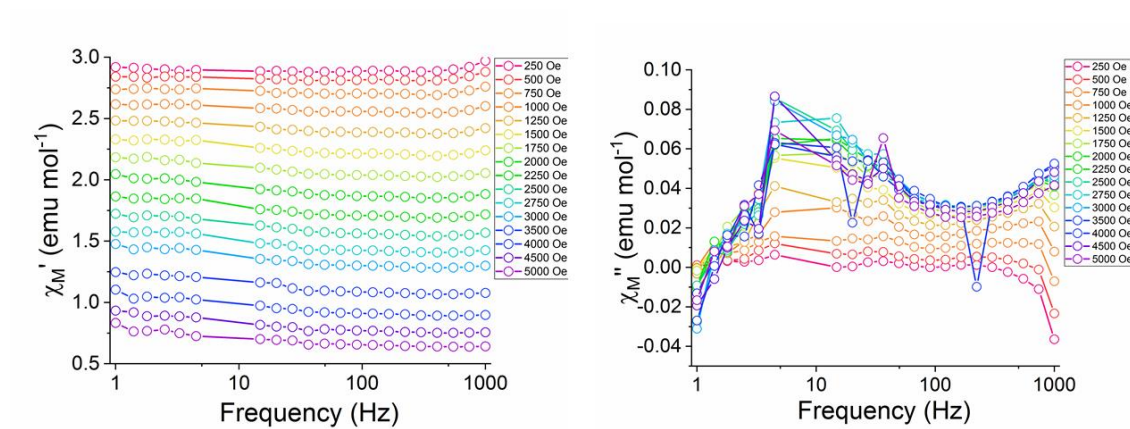 3.0
2.5
2.0
1.5
1.0
0.5
1
10
100
1000
χM' (emu mol-1)
Frequency (Hz)
250 Oe
500 Oe
750 Oe
1000 Oe
1250 Oe
1500 Oe
1750 Oe
2000 Oe
2250 Oe
2500 Oe
2750 Oe
3000 Oe
3500 Oe
4000 Oe
4500 Oe
5000 Oe
0.10
0.08
0.06
0.04
0.02
0.00
-0.02
-0.04
1
10
100
1000
χM" (emu mol-1)
Frequency (Hz)
250 Oe
500 Oe
750 Oe
1000 Oe
1250 Oe
1500 Oe
1750 Oe
2000 Oe
2250 Oe
2500 Oe
2750 Oe
3000 Oe
3500 Oe
4000 Oe
4500 Oe
5000 Oe